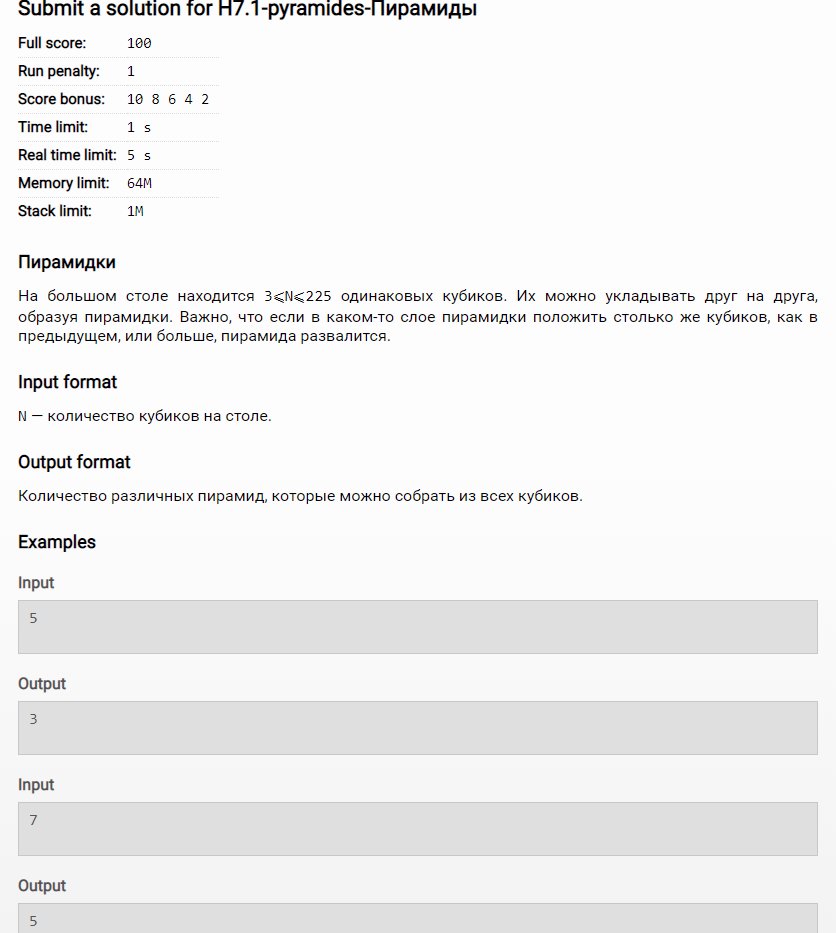 Submit a solution for H7.1-pyramides-Пирамиды
Full score: 100
Run penalty: 1
Score bonus: 10 8 6 4 2
Time limit: 1 s
Real time limit: 5 s
Memory limit: 64M
Stack limit: 1M
Пирамидки
На большом столе находится 3⩽N⩽225 одинаковых кубиков. Их можно укладывать друг на друга,
образуя пирамидки. Важно, что если в каком-то слое пирамидки положить столько же кубиков, как в
предыдущем, или больше, пирамида развалится.
Input format
N — количество кубиков на столе.
Output format
Количество различных пирамид, которые можно собрать из всех кубиков.
Examples
Input
5
Output
3
Input
7
Output
5